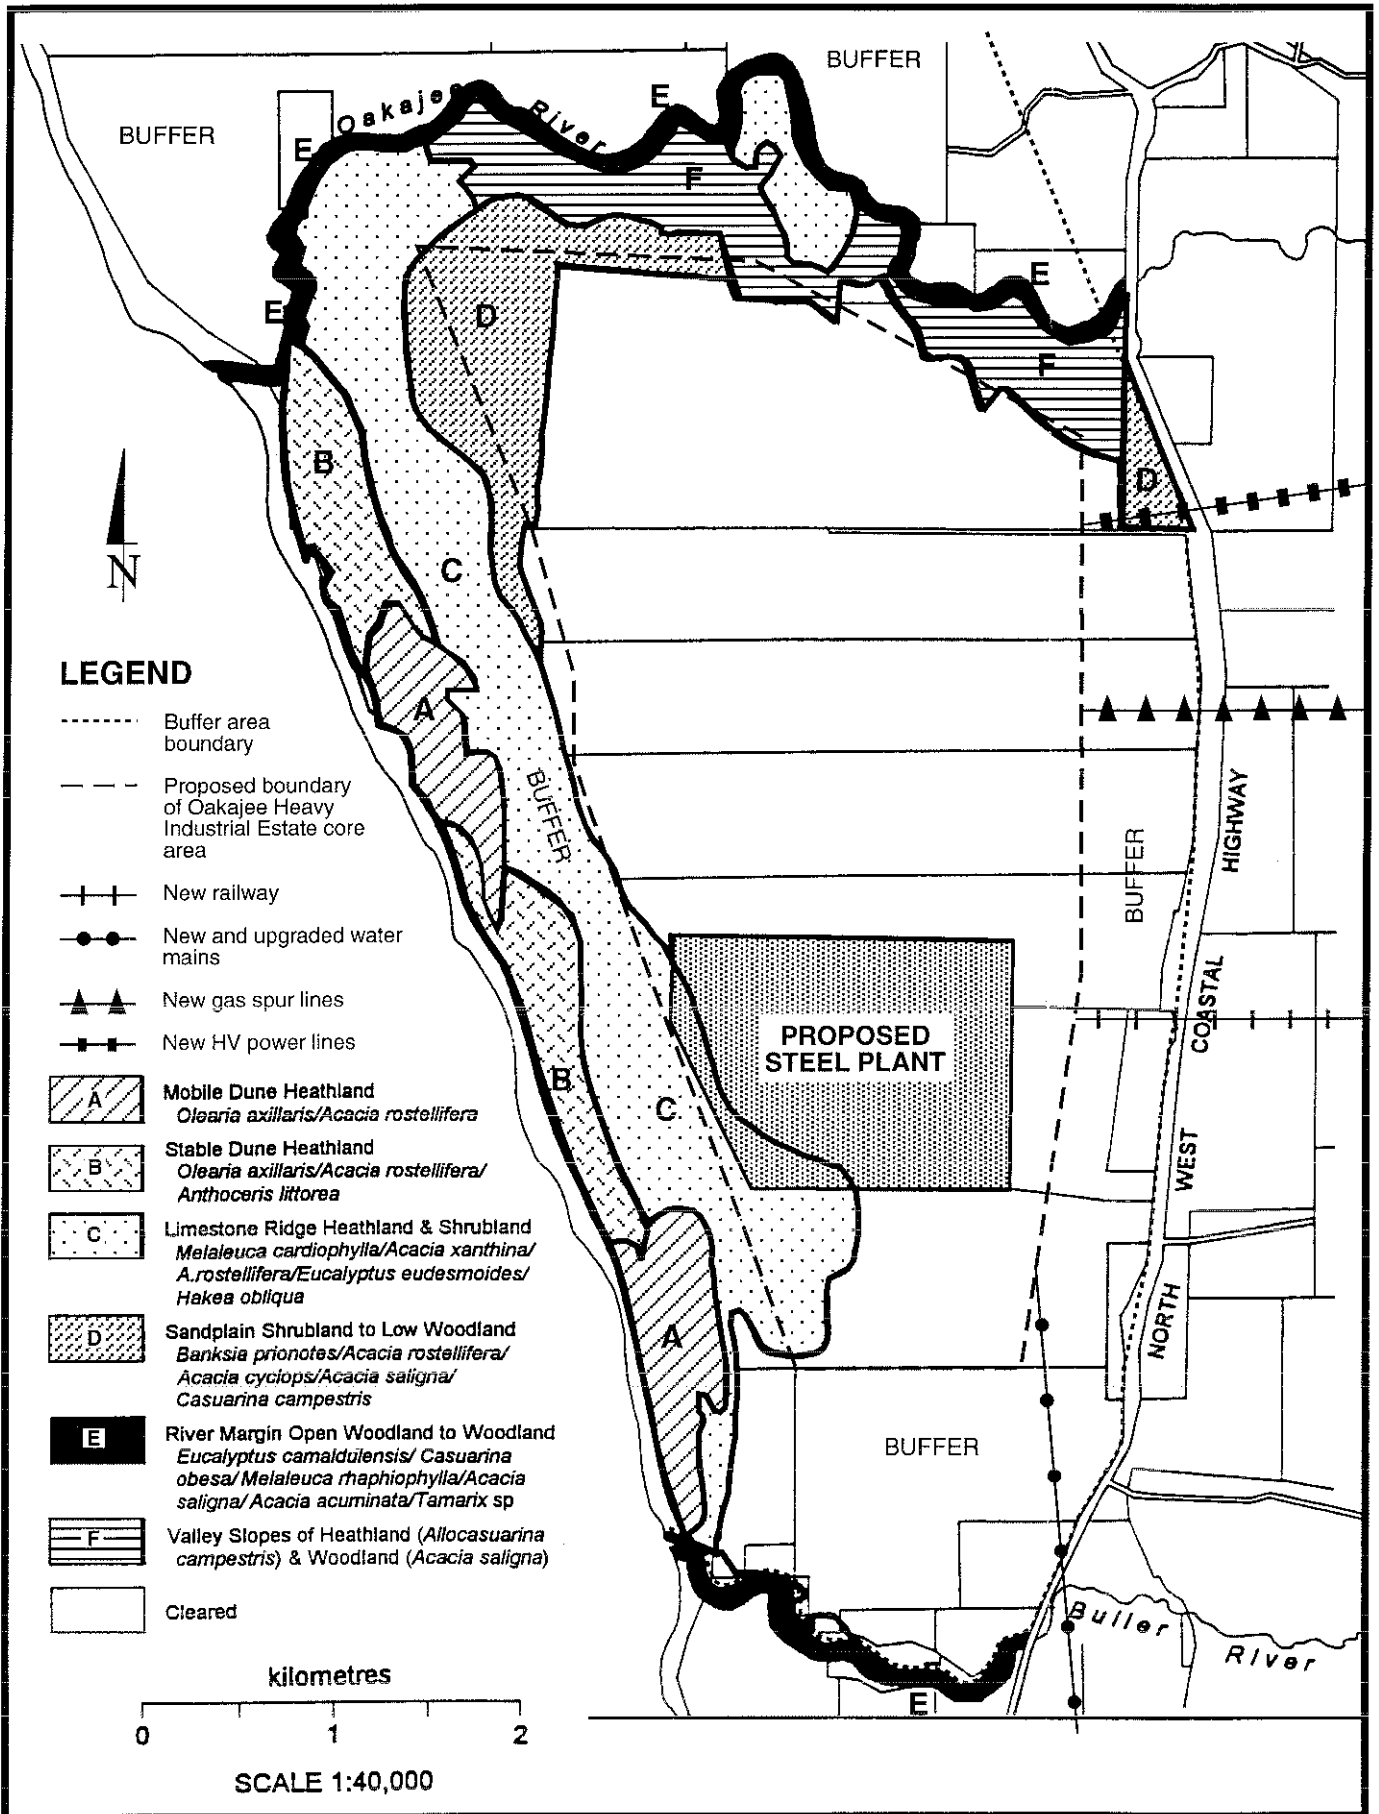 BUFFER
BUFFER
Oakajee River
E
E
E
E
F
F
D
D
B
C
N
A
BUFFER
BUFFER
HIGHWAY
COASTAL
WEST
NORTH
PROPOSED
STEEL PLANT
B
C
A
BUFFER
Buller River
E
LEGEND
Buffer area
boundary
Proposed boundary
of Oakajee Heavy
Industrial Estate core
area
New railway
New and upgraded water
mains
New gas spur lines
New HV power lines
A Mobile Dune Heathland
Olearia axillaris/Acacia rostellifera
B Stable Dune Heathland
Olearia axillaris/Acacia rostellifera/
Anthoceris littorea
C Limestone Ridge Heathland & Shrubland
Melaleuca cardiophylla/Acacia xanthina/
A.rostellifera/Eucalyptus eudesmoides/
Hakea obliqua
D Sandplain Shrubland to Low Woodland
Banksia prionotes/Acacia rostellifera/
Acacia cyclops/Acacia saligna/
Casuarina campestris
E River Margin Open Woodland to Woodland
Eucalyptus camaldulensis/ Casuarina
obesa/Melaleuca rhaphiophylla/Acacia
saligna/Acacia acuminata/Tamarix sp
F Valley Slopes of Heathland (Allocasuarina
campestris) & Woodland (Acacia saligna)
Cleared
kilometres
0 1 2
SCALE 1:40,000